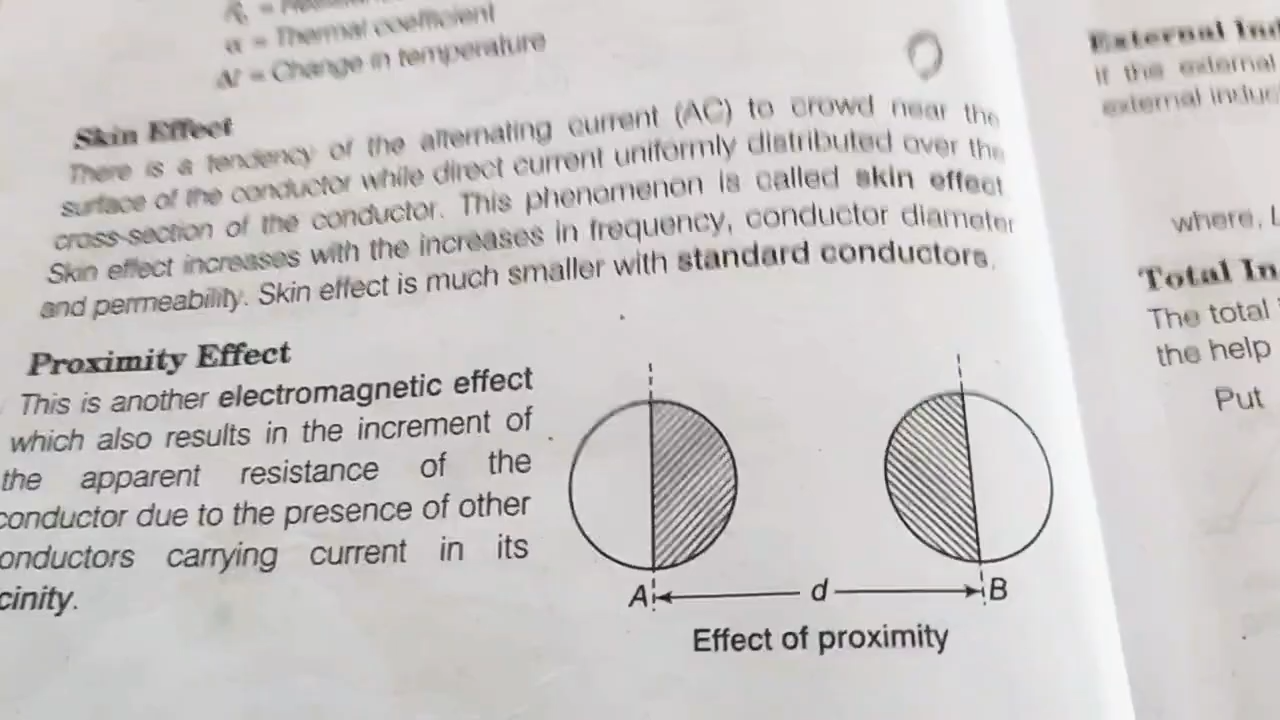 α = Thermal coefficient
Δt = Change in temperature
Skin Effect
There is a tendency of the alternating current (AC) to crowd near the
surface of the conductor while direct current uniformly distributed over the
cross-section of the conductor. This phenomenon is called skin effect.
Skin effect increases with the increases in frequency, conductor diameter
and permeability. Skin effect is much smaller with standard conductors.
Proximity Effect
This is another electromagnetic effect
which also results in the increment of
the apparent resistance of the
conductor due to the presence of other
onductors carrying current in its
cinity.
A d B
Effect of proximity
External Ind
If the external
external induc
where, L
Total In
The total
the help
Put